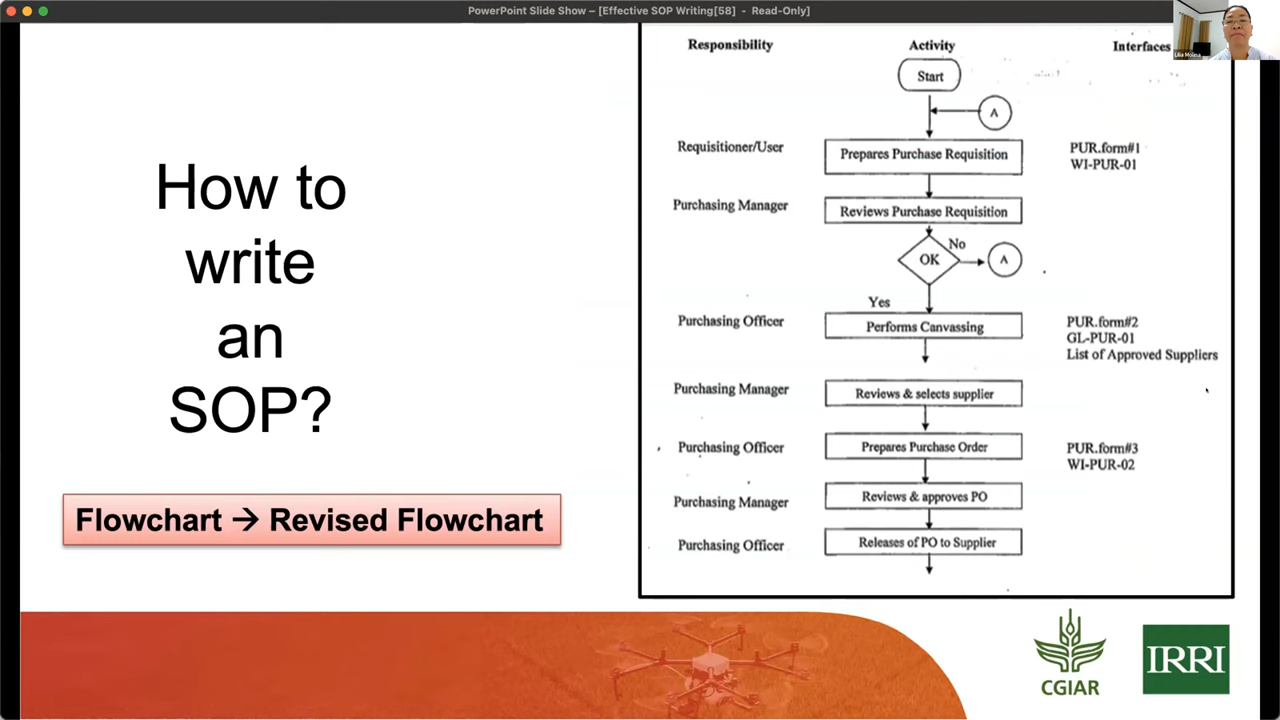 PowerPoint Slide Show – [Effective SOP Writing[58] - Read-Only]
Lilia Molina
How to
write
an
SOP?
Flowchart → Revised Flowchart
Responsibility Activity Interfaces
Start
A
Requisitioner/User Prepares Purchase Requisition PUR.form#1
WI-PUR-01
Purchasing Manager Reviews Purchase Requisition
No
OK A
Yes
Purchasing Officer Performs Canvassing PUR.form#2
GL-PUR-01
List of Approved Suppliers
Purchasing Manager Reviews & selects supplier
Purchasing Officer Prepares Purchase Order PUR.form#3
WI-PUR-02
Purchasing Manager Reviews & approves PO
Purchasing Officer Releases of PO to Supplier
CGIAR
IRRI